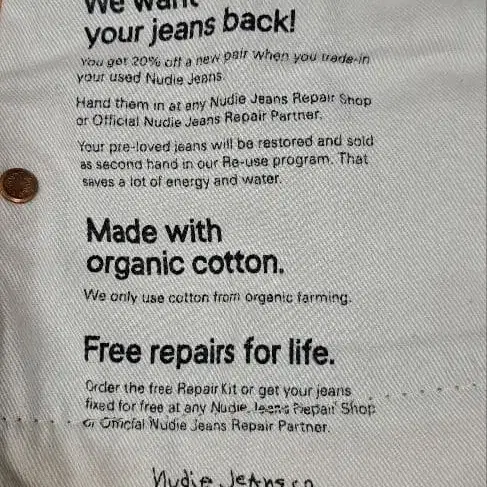 We want
your jeans back!
You get 20% off a new pair when you trade-in
your used Nudie Jeans.
Hand them in at any Nudie Jeans Repair Shop
or Official Nudie Jeans Repair Partner.
Your pre-loved jeans will be restored and sold
as second hand in our Re-use program. That
saves a lot of energy and water.
Made with
organic cotton.
We only use cotton from organic farming.
Free repairs for life.
Order the free Repair Kit or get your jeans
fixed for free at any Nudie Jeans Repair Shop
or Official Nudie Jeans Repair Partner.
Nudie Jeans co